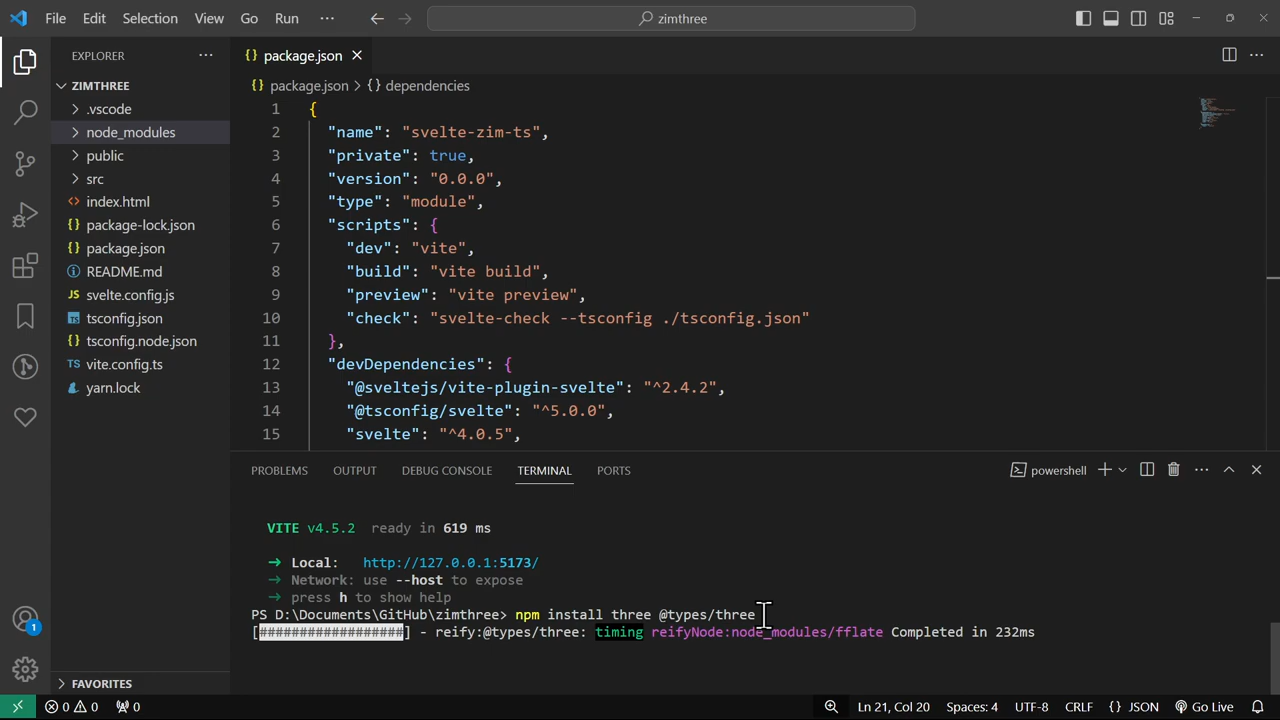 File Edit Selection View Go Run ··· zimthree
EXPLORER ···
ZIMTHREE
.vscode
node_modules
public
src
index.html
package-lock.json
package.json
README.md
svelte.config.js
tsconfig.json
tsconfig.node.json
vite.config.ts
yarn.lock
FAVORITES
{} package.json
{} package.json > {} dependencies
1 {
2 "name": "svelte-zim-ts",
3 "private": true,
4 "version": "0.0.0",
5 "type": "module",
6 "scripts": {
7 "dev": "vite",
8 "build": "vite build",
9 "preview": "vite preview",
10 "check": "svelte-check --tsconfig ./tsconfig.json"
11 },
12 "devDependencies": {
13 "@sveltejs/vite-plugin-svelte": "^2.4.2",
14 "@tsconfig/svelte": "^5.0.0",
15 "svelte": "^4.0.5",
PROBLEMS OUTPUT DEBUG CONSOLE TERMINAL PORTS powershell
VITE v4.5.2 ready in 619 ms
➜ Local: http://127.0.0.1:5173/
➜ Network: use --host to expose
➜ press h to show help
PS D:\Documents\GitHub\zimthree> npm install three @types/three
[##################] - reify:@types/three: timing reifyNode:node_modules/fflate Completed in 232ms
1
0 0 0 Ln 21, Col 20 Spaces: 4 UTF-8 CRLF {} JSON Go Live